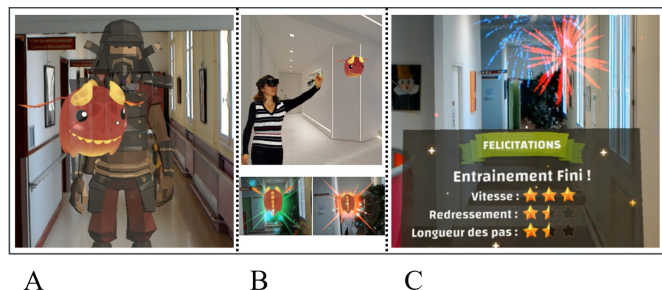 FELICITATIONS
Entrainement Fini !
Vitesse :
Redressement :
Longueur des pas :
A
B
C